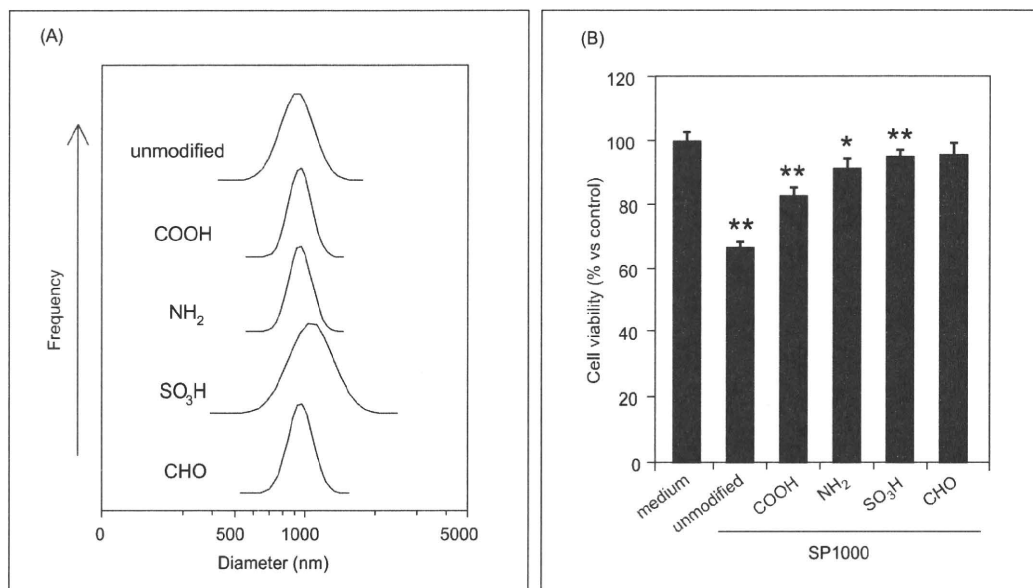 (A)
Frequency
unmodified
COOH
NH₂
SO₃H
CHO
0 500 1000 5000
Diameter (nm)
(B)
Cell viability (% vs control)
120
100
80
60
40
20
0
** ** * **
medium unmodified COOH NH₂ SO₃H CHO
SP1000